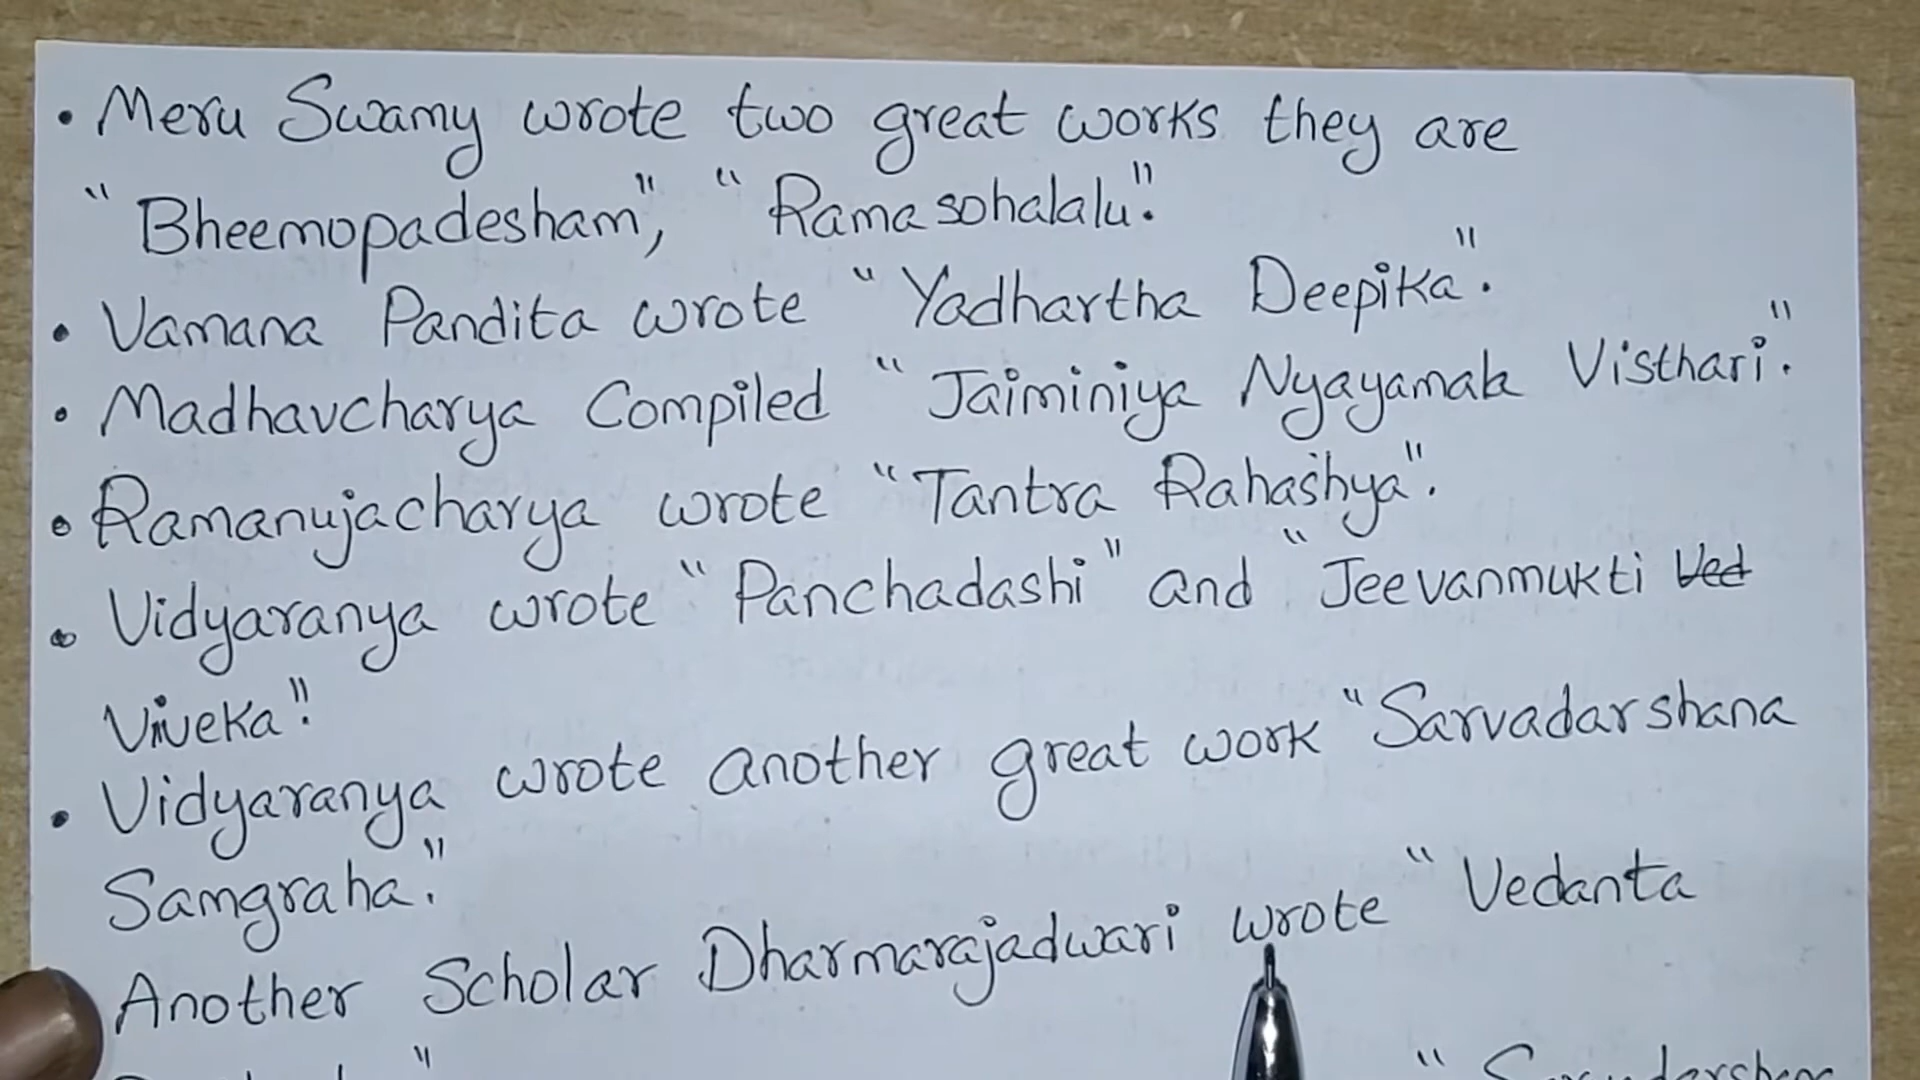 • Meru Swamy wrote two great works they are
"Bheemopadesham", "Ramasohalalu".
• Vamana Pandita wrote "Yadhartha Deepika".
• Madhavcharya Compiled "Jaiminiya Nyayamala Visthari".
• Ramanujacharya wrote "Tantra Rahashya".
• Vidyaranya wrote "Panchadashi" and "Jeevanmukti Ved
Viveka".
• Vidyaranya wrote another great work "Sarvadarshana
Samgraha".
Another Scholar Dharmarajadwari wrote "Vedanta